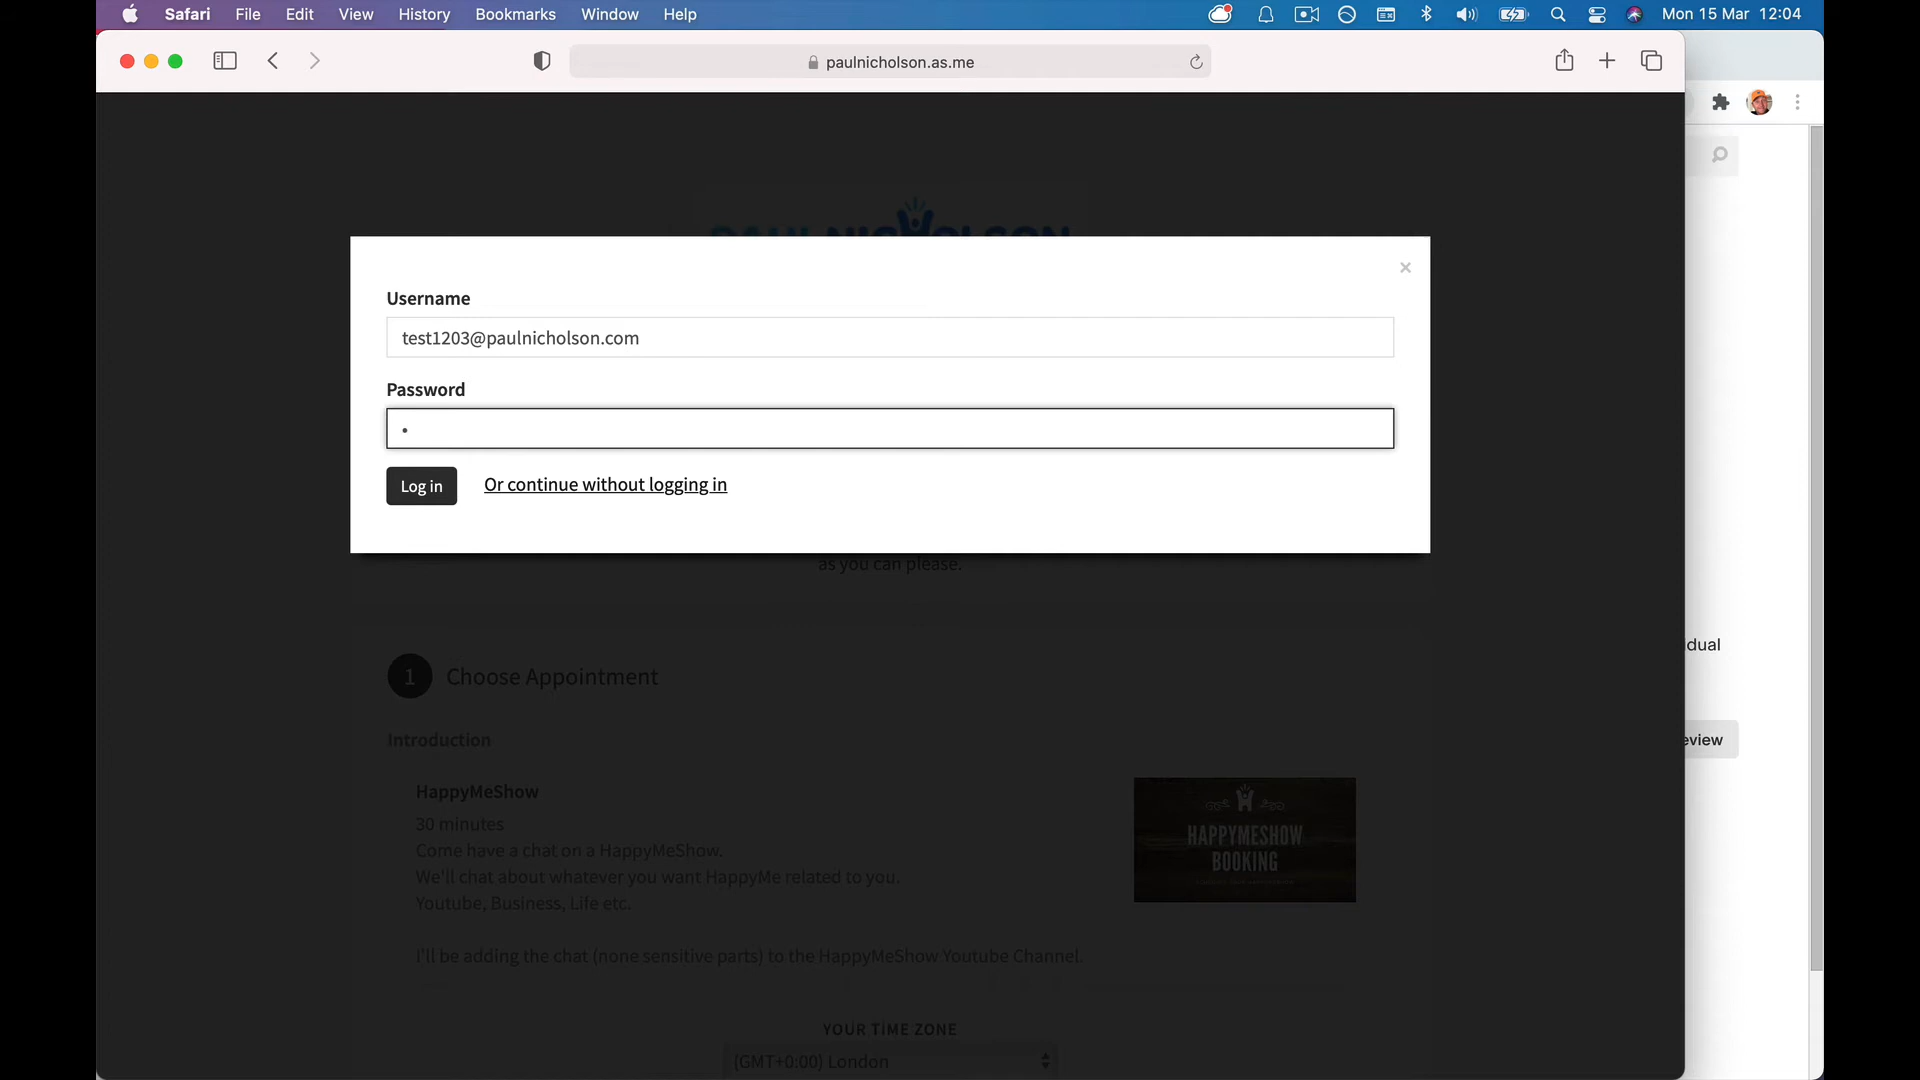 Safari File Edit View History Bookmarks Window Help Mon 15 Mar 12:04
paulnicholson.as.me
PAULNICHOLSON
Username
test1203@paulnicholson.com
Password
Log in Or continue without logging in
as you can please.
1 Choose Appointment
idual
Introduction
eview
HappyMeShow
30 minutes
Come have a chat on a HappyMeShow.
We'll chat about whatever you want HappyMe related to you.
Youtube, Business, Life etc.
HAPPYMESHOW
BOOKING
I'll be adding the chat (none sensitive parts) to the HappyMeShow Youtube Channel.
YOUR TIME ZONE
(GMT+0:00) London